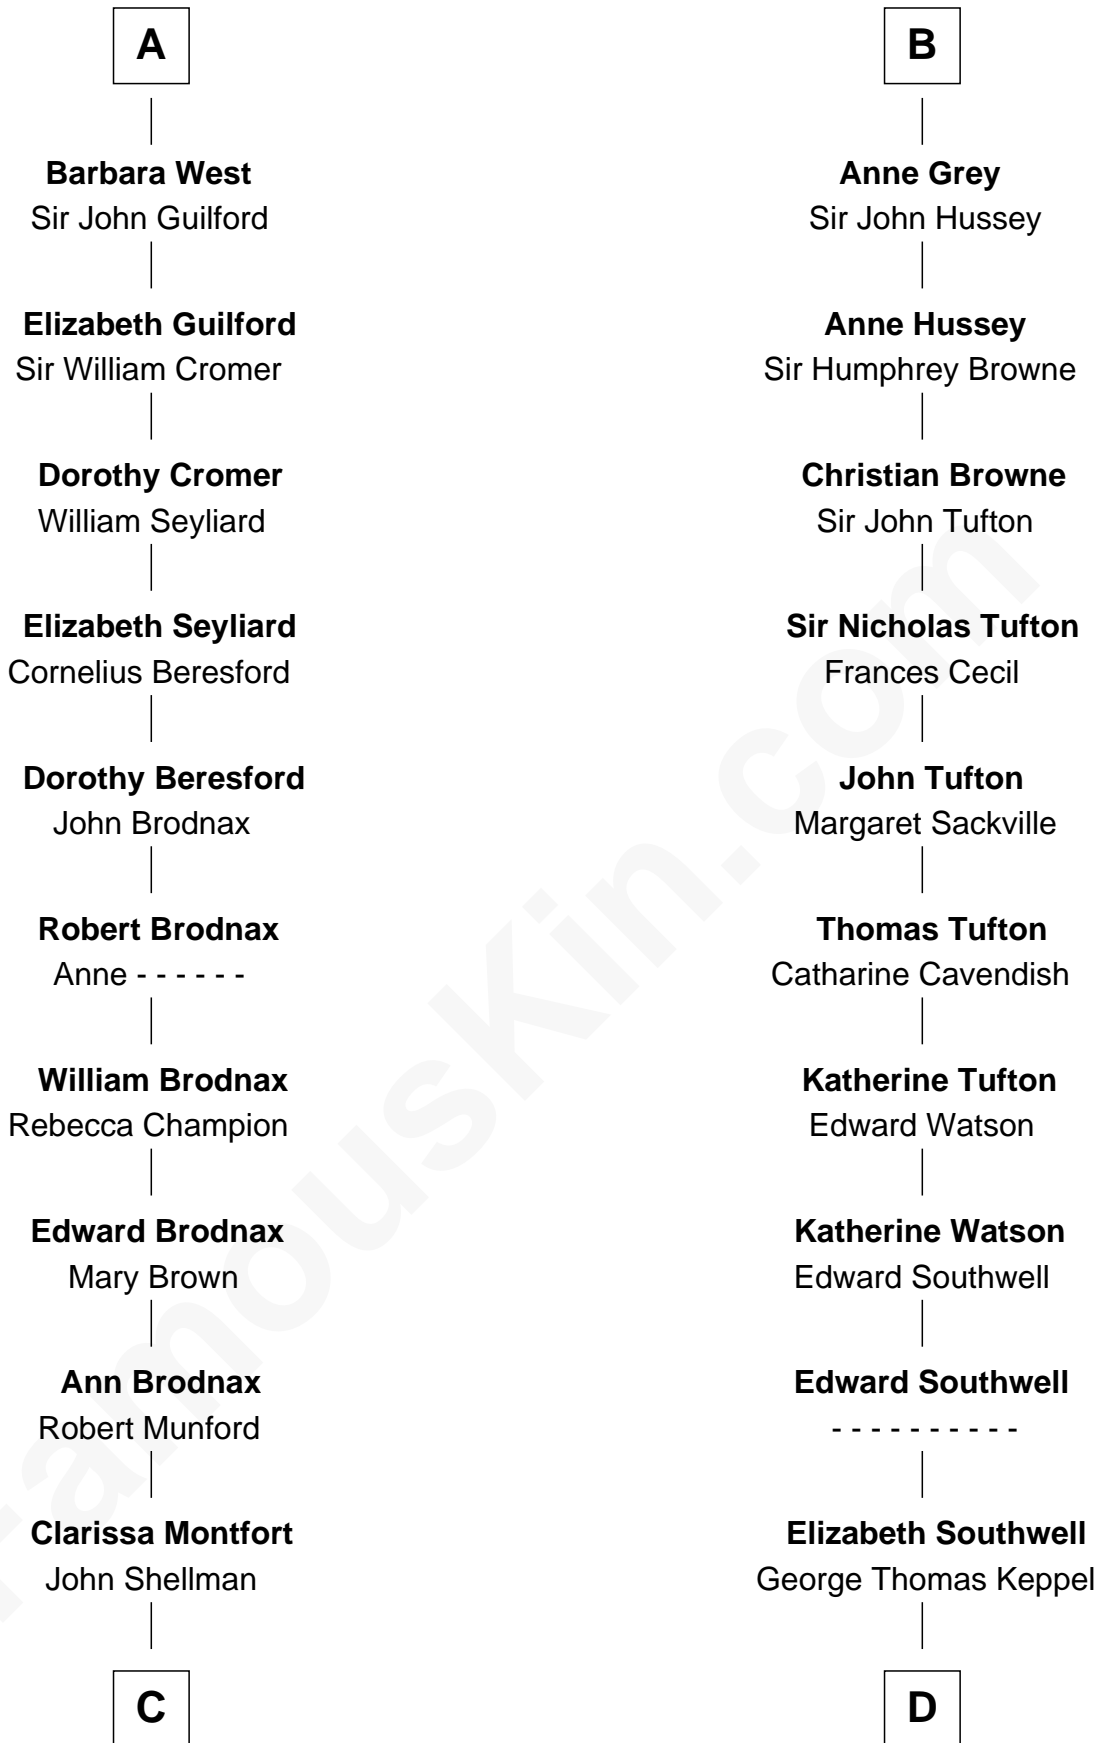 A
Barbara West
Sir John Guilford
Elizabeth Guilford
Sir William Cromer
Dorothy Cromer
William Seyliard
Elizabeth Seyliard
Cornelius Beresford
Dorothy Beresford
John Brodnax
Robert Brodnax
Anne - - - - - -
William Brodnax
Rebecca Champion
Edward Brodnax
Mary Brown
Ann Brodnax
Robert Munford
Clarissa Montfort
John Shellman
C
B
Anne Grey
Sir John Hussey
Anne Hussey
Sir Humphrey Browne
Christian Browne
Sir John Tufton
Sir Nicholas Tufton
Frances Cecil
John Tufton
Margaret Sackville
Thomas Tufton
Catharine Cavendish
Katherine Tufton
Edward Watson
Katherine Watson
Edward Southwell
Edward Southwell
- - - - - - - - - -
Elizabeth Southwell
George Thomas Keppel
D
FamousKin.com